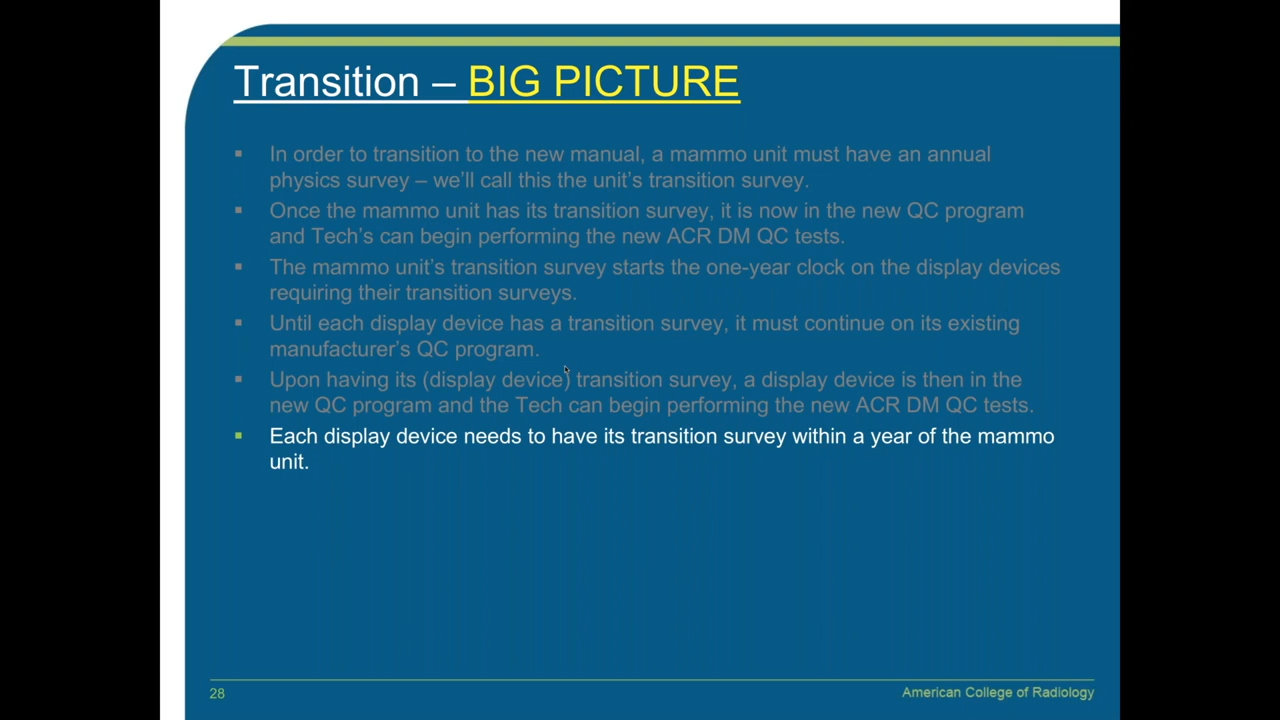 Transition – BIG PICTURE
▪ In order to transition to the new manual, a mammo unit must have an annual
physics survey – we’ll call this the unit’s transition survey.
▪ Once the mammo unit has its transition survey, it is now in the new QC program
and Tech’s can begin performing the new ACR DM QC tests.
▪ The mammo unit’s transition survey starts the one-year clock on the display devices
requiring their transition surveys.
▪ Until each display device has a transition survey, it must continue on its existing
manufacturer’s QC program.
▪ Upon having its (display device) transition survey, a display device is then in the
new QC program and the Tech can begin performing the new ACR DM QC tests.
▪ Each display device needs to have its transition survey within a year of the mammo
unit.
28
American College of Radiology